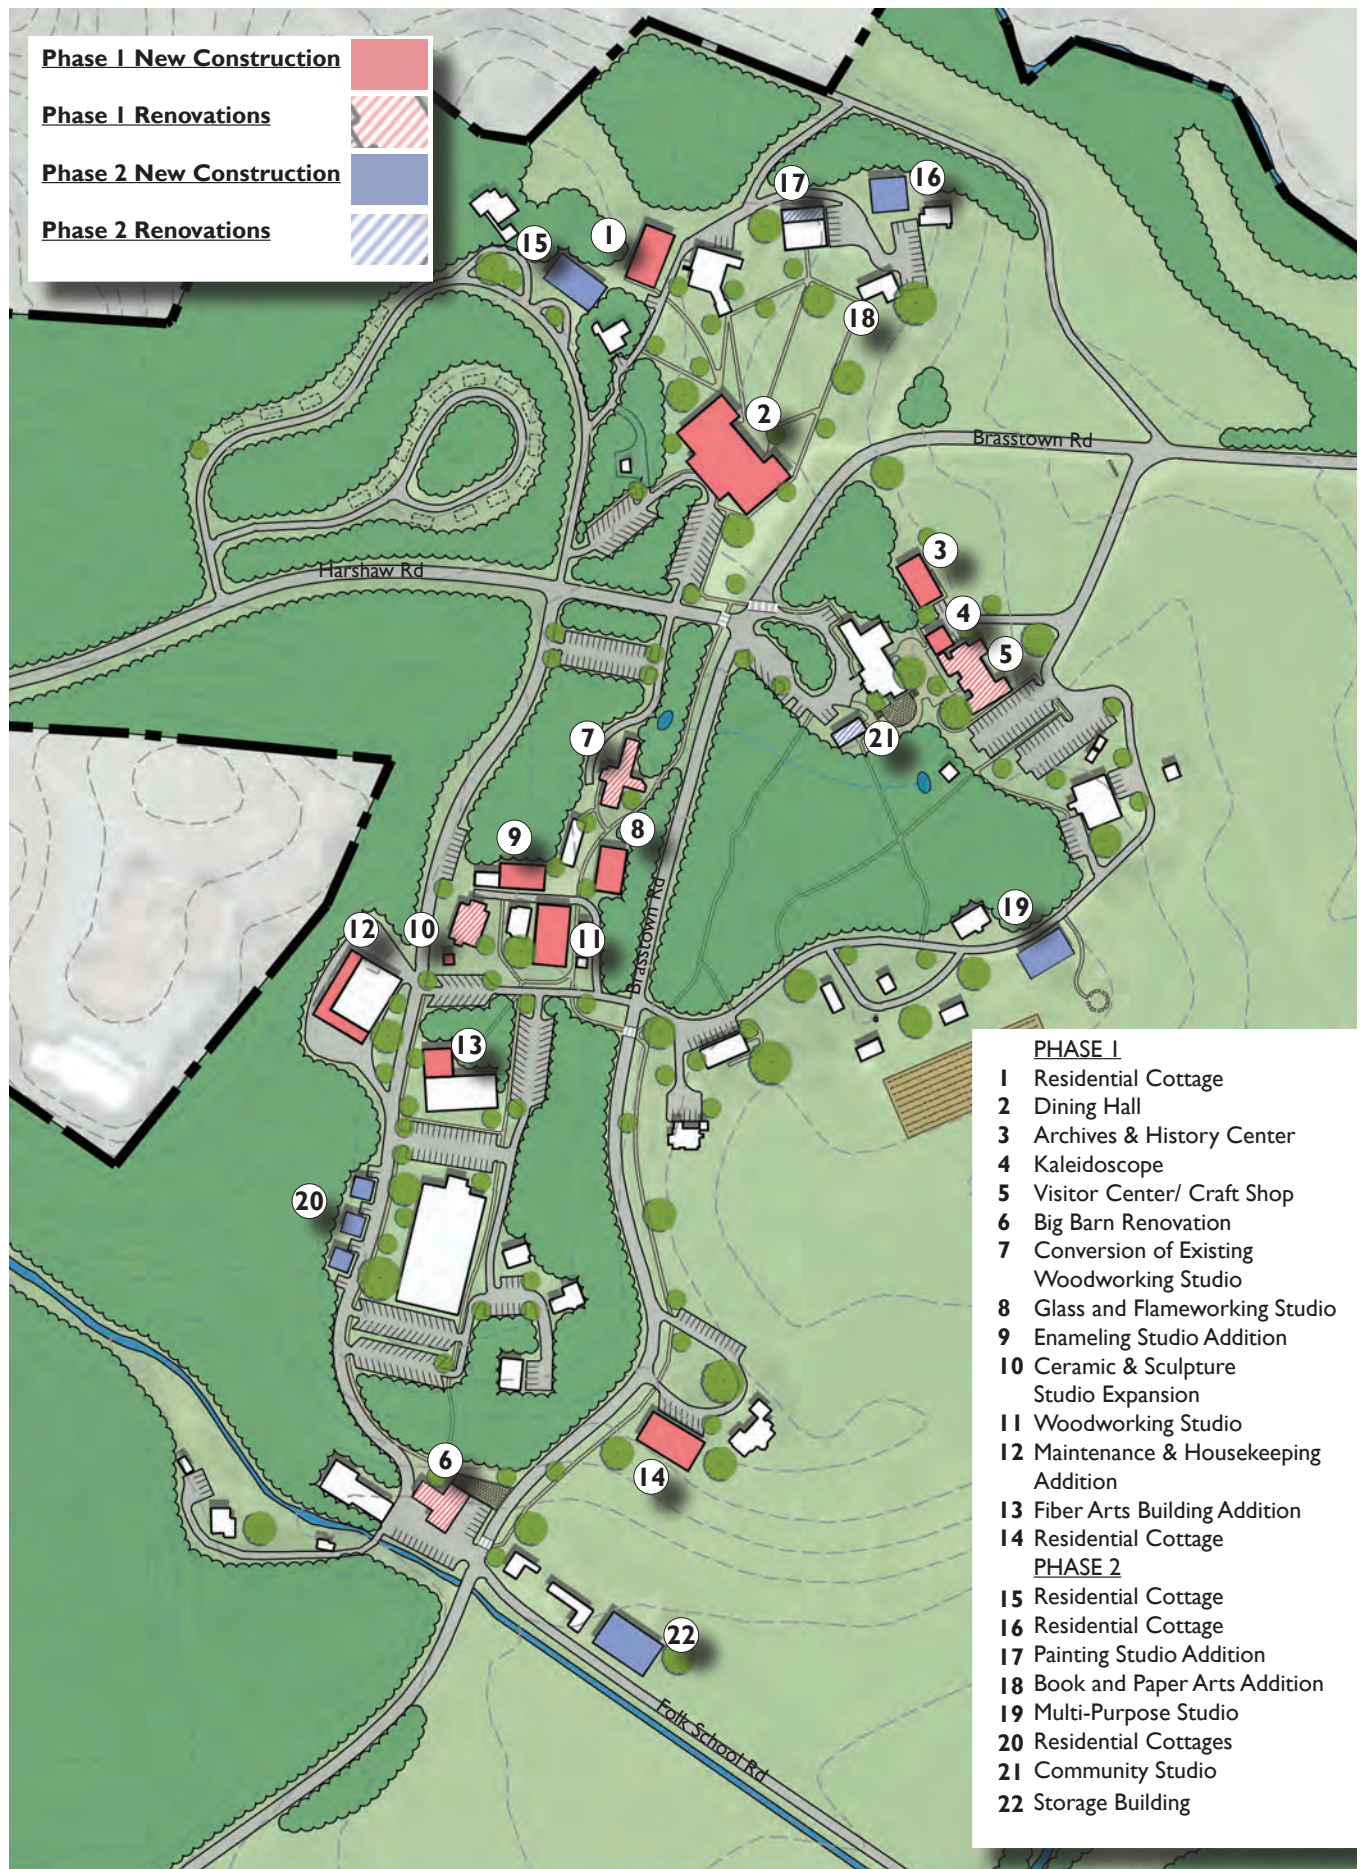 Phase 1 New Construction
Phase 1 Renovations
Phase 2 New Construction
Phase 2 Renovations
17
16
15
1
18
2
Brasstown Rd
3
Harshaw Rd
4
5
7
21
8
9
19
10
12
11
Brasstown Rd
13
20
6
14
22
Folk School Rd
PHASE 1
1 Residential Cottage
2 Dining Hall
3 Archives & History Center
4 Kaleidoscope
5 Visitor Center/ Craft Shop
6 Big Barn Renovation
7 Conversion of Existing
Woodworking Studio
8 Glass and Flameworking Studio
9 Enameling Studio Addition
10 Ceramic & Sculpture
Studio Expansion
11 Woodworking Studio
12 Maintenance & Housekeeping
Addition
13 Fiber Arts Building Addition
14 Residential Cottage
PHASE 2
15 Residential Cottage
16 Residential Cottage
17 Painting Studio Addition
18 Book and Paper Arts Addition
19 Multi-Purpose Studio
20 Residential Cottages
21 Community Studio
22 Storage Building